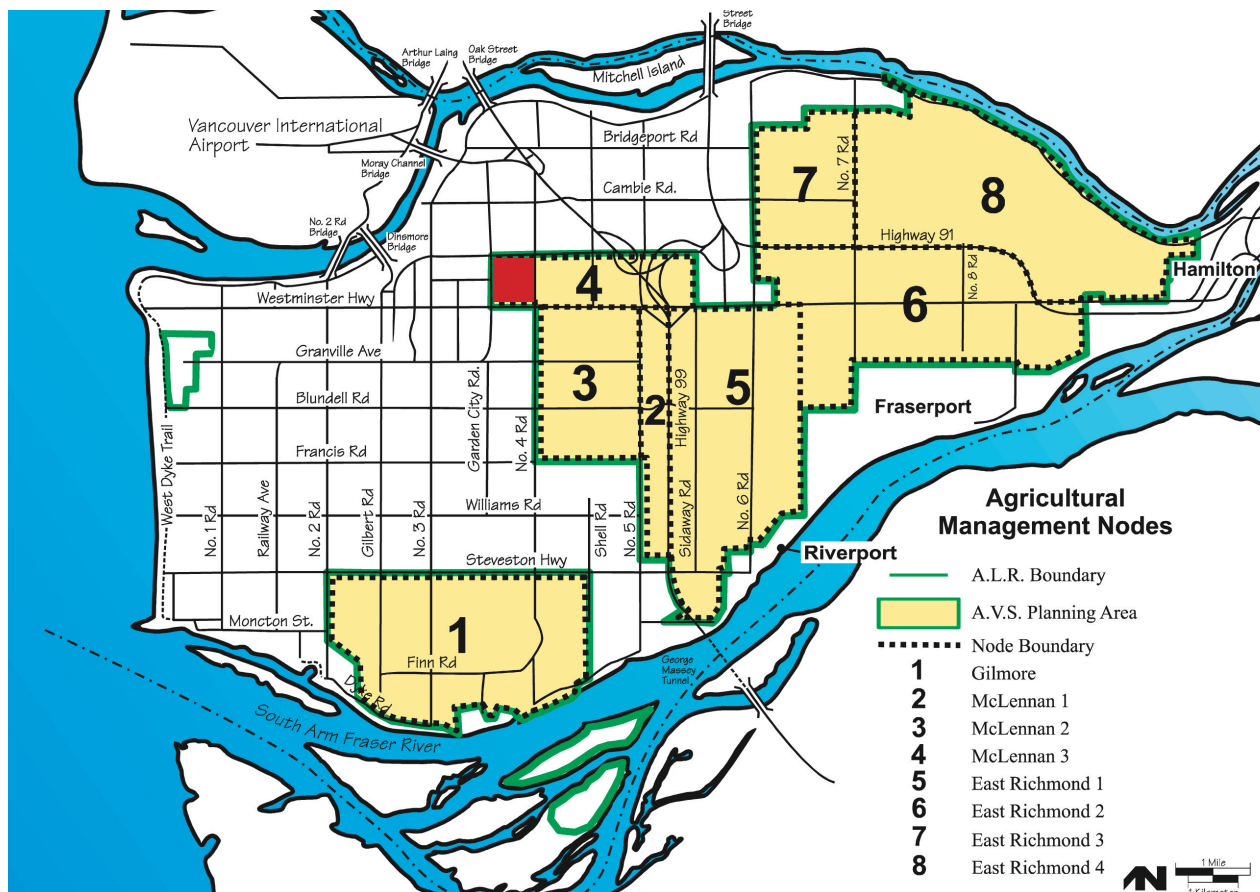 Street
Bridge
Arthur Laing
Bridge
Oak Street
Bridge
Mitchell Island
Vancouver International
Airport
Bridgeport Rd
Moray Channel
Bridge
No. 7 Rd
7
8
Cambie Rd.
No. 2 Rd
Bridge
Dinsmore
Bridge
Highway 91
Hamilton
Westminster Hwy
4
No. 8 Rd
6
Granville Ave
3
5
Blundell Rd
2
Highway 99
Fraserport
Garden City Rd.
No. 4 Rd
Francis Rd
West Dyke Trail
Williams Rd
No. 1 Rd
Railway Ave
No. 2 Rd
Gilbert Rd
No. 3 Rd
Shell Rd
No. 5 Rd
Sidaway Rd
No. 6 Rd
Steveston Hwy
Riverport
Moncton St.
1
Finn Rd
Dyke Rd
George
Massey
Tunnel
South Arm Fraser River
Agricultural
Management Nodes
A.L.R. Boundary
A.V.S. Planning Area
Node Boundary
1 Gilmore
2 McLennan 1
3 McLennan 2
4 McLennan 3
5 East Richmond 1
6 East Richmond 2
7 East Richmond 3
8 East Richmond 4
N
1 Mile
1 Kilometer